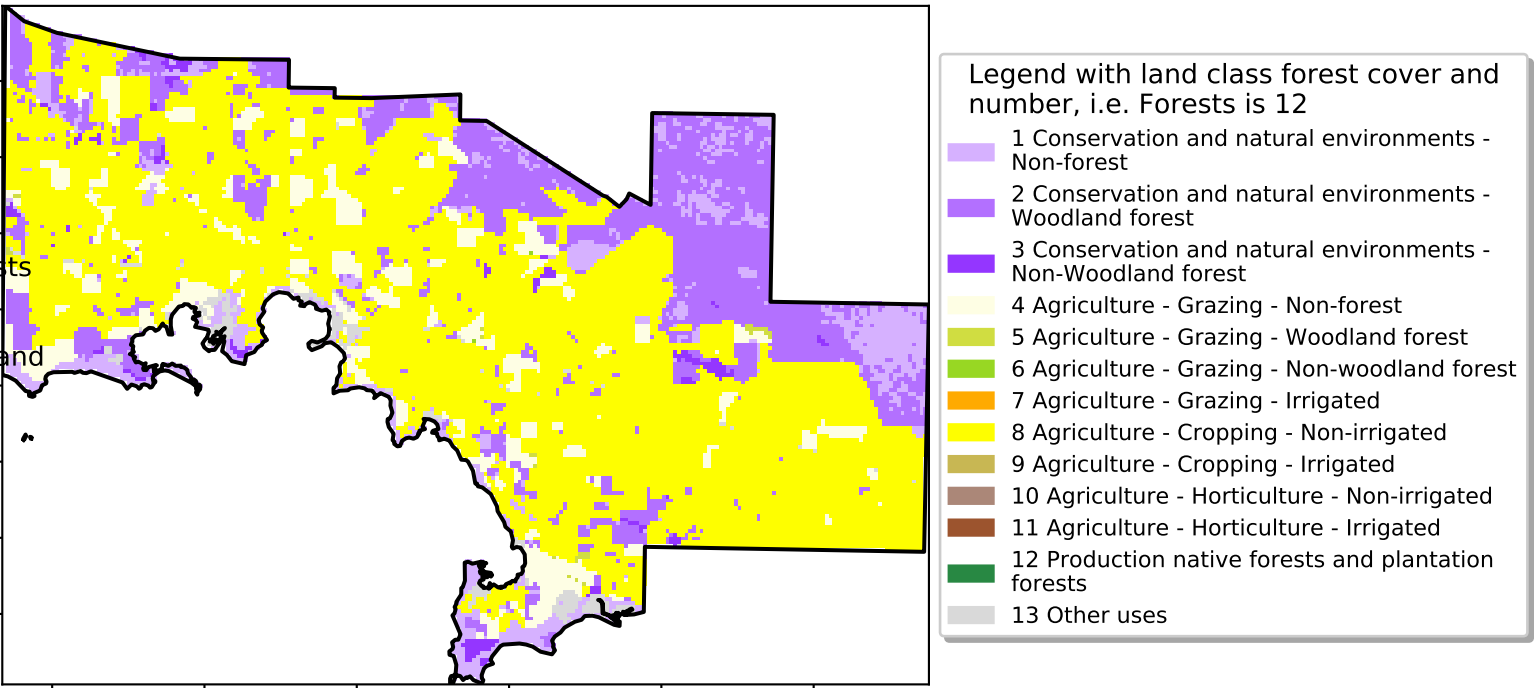 sts
and
Legend with land class forest cover and
number, i.e. Forests is 12
1 Conservation and natural environments -
Non-forest
2 Conservation and natural environments -
Woodland forest
3 Conservation and natural environments -
Non-Woodland forest
4 Agriculture - Grazing - Non-forest
5 Agriculture - Grazing - Woodland forest
6 Agriculture - Grazing - Non-woodland forest
7 Agriculture - Grazing - Irrigated
8 Agriculture - Cropping - Non-irrigated
9 Agriculture - Cropping - Irrigated
10 Agriculture - Horticulture - Non-irrigated
11 Agriculture - Horticulture - Irrigated
12 Production native forests and plantation
forests
13 Other uses